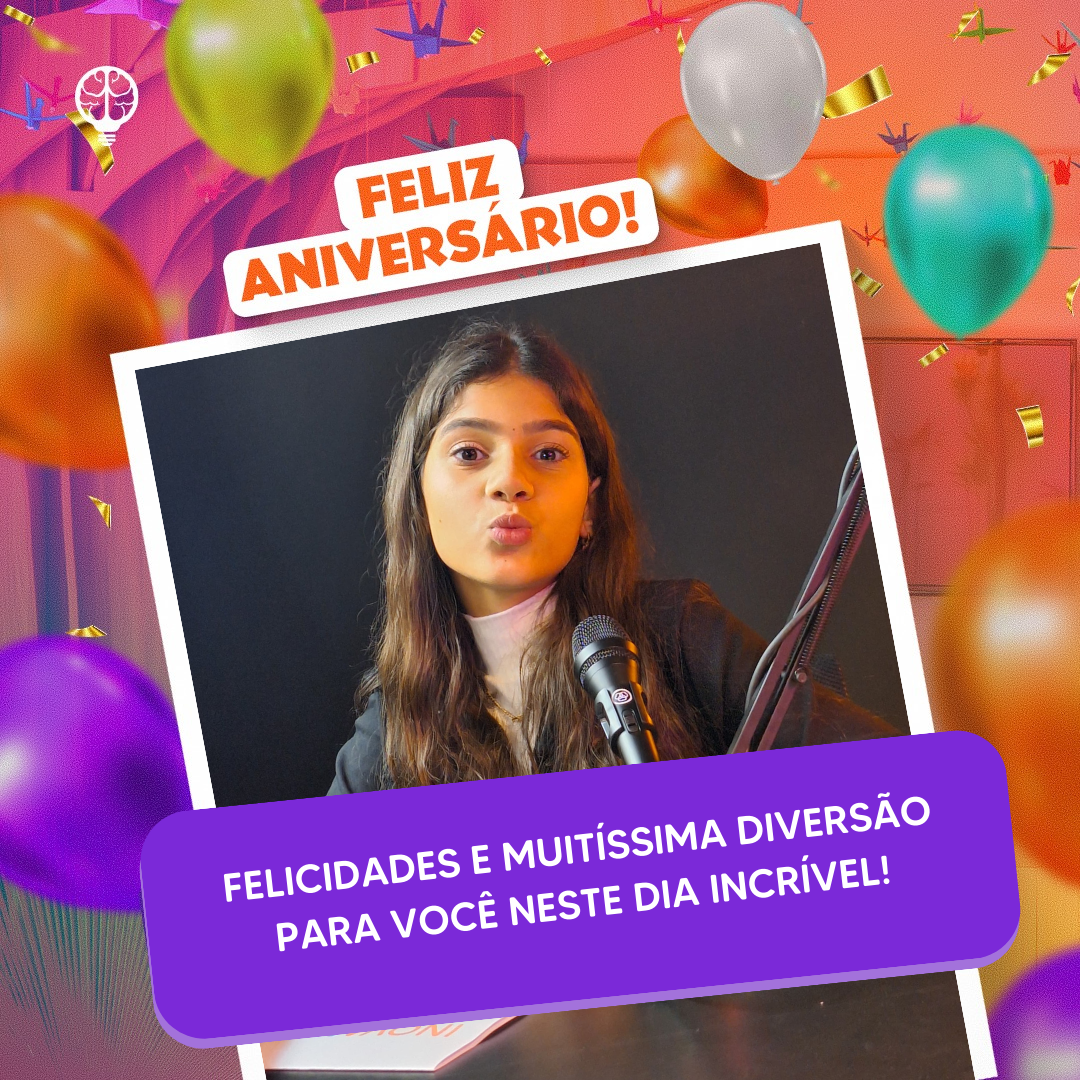 FELIZ
ANIVERSÁRIO!
FELICIDADES E MUITÍSSIMA DIVERSÃO
PARA VOCÊ NESTE DIA INCRÍVEL!